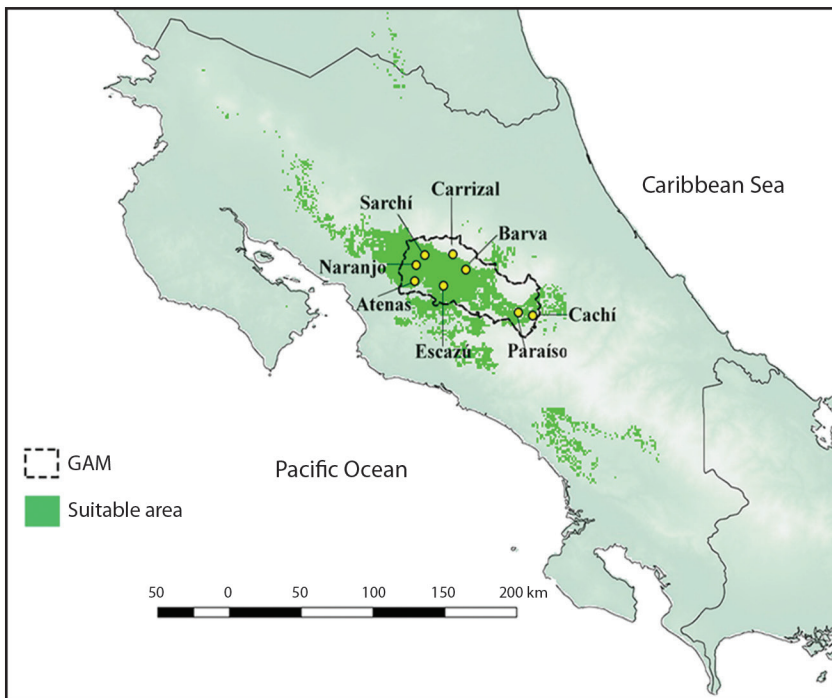 Caribbean Sea
Carrizal
Sarchí
Barva
Naranjo
Atenas
Cachí
Escazú
Paraíso
GAM
Pacific Ocean
Suitable area
50 0 50 100 150 200 km